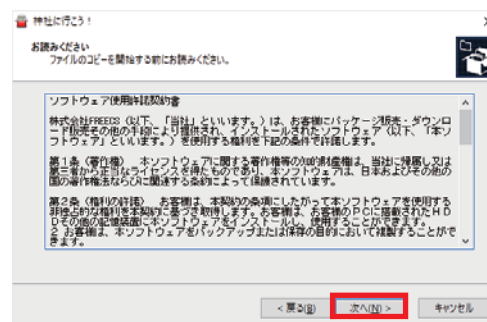 神社に行こう！
お読みください
ファイルのコピーを開始する前にお読みください。
ソフトウェア使用許諾契約書
株式会社FREECS（以下、「当社」といいます。）は、お客様にパッケージ販売・ダウンロ
ード販売その他の手段により提供され、インストールされたソフトウェア（以下、「本ソ
フトウェア」といいます。）を使用する権利を下記の条件で許諾します。
第１条（著作権）　本ソフトウェアに関する著作権等の知的財産権は、当社に帰属し又は
第三者から正当なライセンスを得たものであり、本ソフトウェアは、日本およびその他の
国の著作権法ならびに関連する条約によって保護されています。
第２条（権利の許諾）　お客様は、本契約の条項にしたがって本ソフトウェアを使用する
非独占的な権利を本契約に基づき取得します。お客様は、お客様のＰＣに搭載されたＨＤ
Ｄその他の記憶装置に本ソフトウェアをインストールし、使用することができます。
２ お客様は、本ソフトウェアをバックアップまたは保存の目的において複製することがで
きます。
< 戻る(B)
次へ(N) >
キャンセル